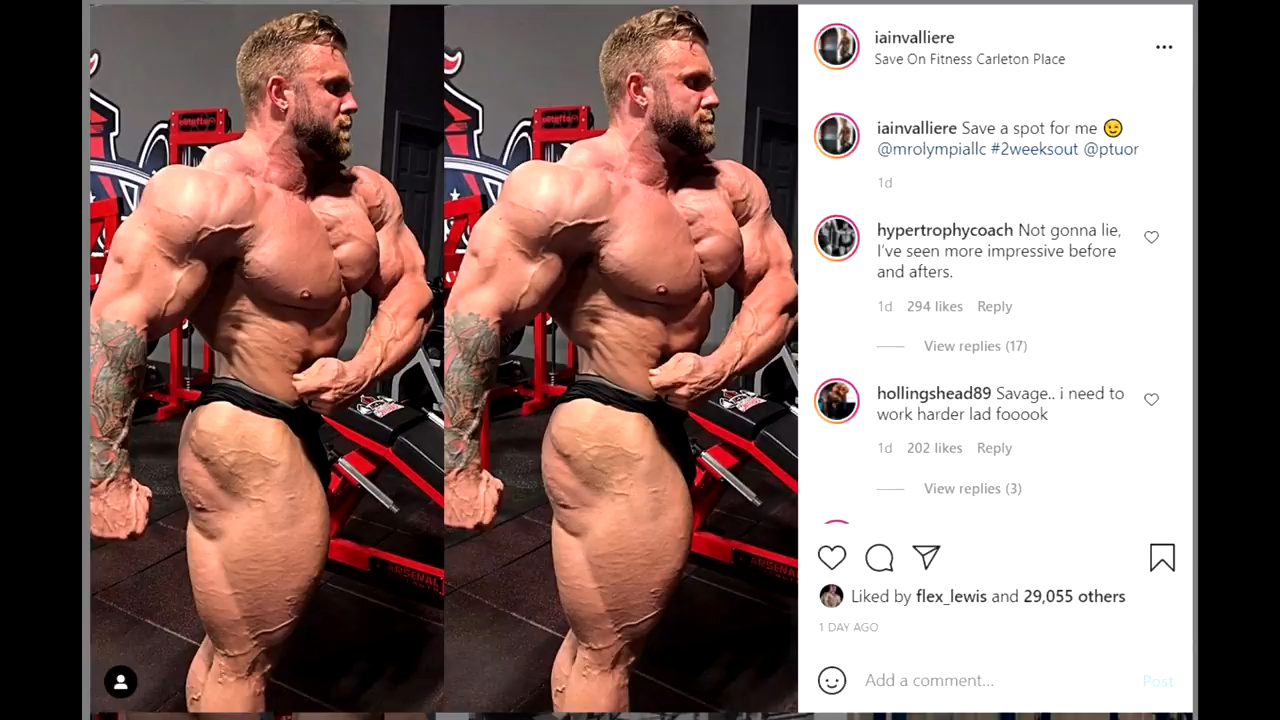 iainvalliere
Save On Fitness Carleton Place
iainvalliere Save a spot for me 😉
@mrolympiallc #2weeksout @ptuor
1d
hypertrophycoach Not gonna lie,
I've seen more impressive before
and afters.
1d 294 likes Reply
View replies (17)
hollingshead89 Savage.. i need to
work harder lad fooook
1d 202 likes Reply
View replies (3)
Liked by flex_lewis and 29,055 others
1 DAY AGO
Add a comment...
Post
ARSENAL
ARSENAL